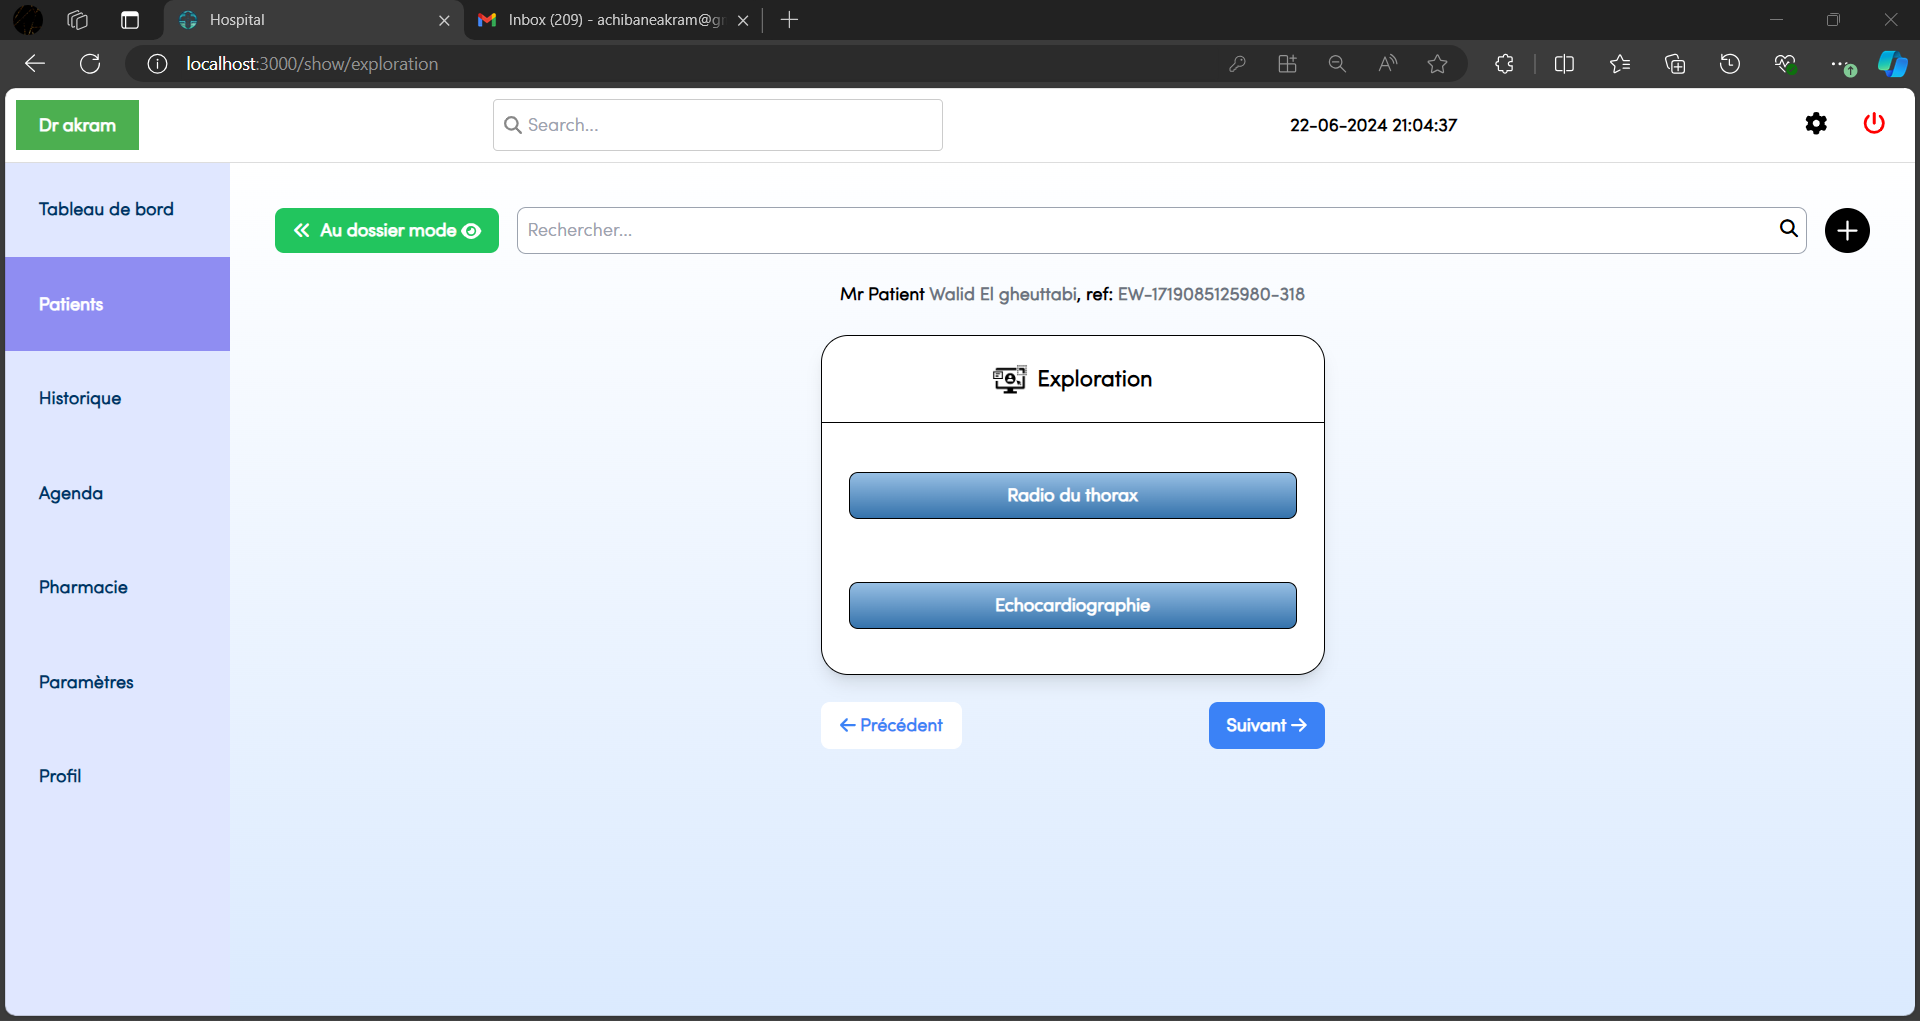 Hospital
Inbox (209) - achibaneakram@g
localhost:3000/show/exploration
Dr akram
Search...
22-06-2024 21:04:37
Tableau de bord
Patients
Historique
Agenda
Pharmacie
Paramètres
Profil
Au dossier mode
Rechercher...
Mr Patient Walid El gheuttabi, ref: EW-1719085125980-318
Exploration
Radio du thorax
Echocardiographie
Précédent
Suivant